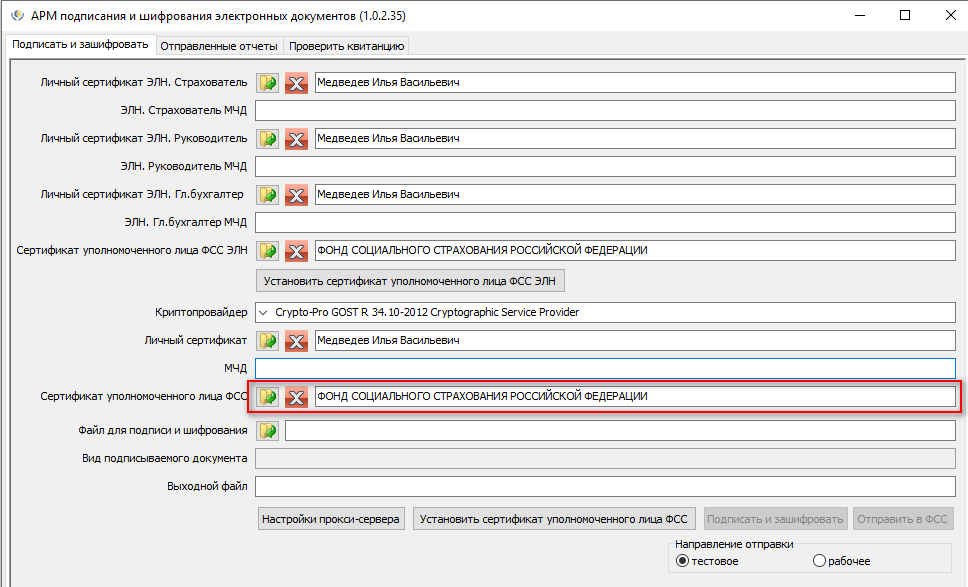 АРМ подписания и шифрования электронных документов (1.0.2.35)
Подписать и зашифровать Отправленные отчеты Проверить квитанцию
Личный сертификат ЭЛН. Страхователь Медведев Илья Васильевич
ЭЛН. Страхователь МЧД
Личный сертификат ЭЛН. Руководитель Медведев Илья Васильевич
ЭЛН. Руководитель МЧД
Личный сертификат ЭЛН. Гл.бухгалтер Медведев Илья Васильевич
ЭЛН. Гл.бухгалтер МЧД
Сертификат уполномоченного лица ФСС ЭЛН ФОНД СОЦИАЛЬНОГО СТРАХОВАНИЯ РОССИЙСКОЙ ФЕДЕРАЦИИ
Установить сертификат уполномоченного лица ФСС ЭЛН
Криптопровайдер Crypto-Pro GOST R 34.10-2012 Cryptographic Service Provider
Личный сертификат Медведев Илья Васильевич
МЧД
Сертификат уполномоченного лица ФСС ФОНД СОЦИАЛЬНОГО СТРАХОВАНИЯ РОССИЙСКОЙ ФЕДЕРАЦИИ
Файл для подписи и шифрования
Вид подписываемого документа
Выходной файл
Настройки прокси-сервера Установить сертификат уполномоченного лица ФСС Подписать и зашифровать Отправить в ФСС
Направление отправки
тестовое рабочее